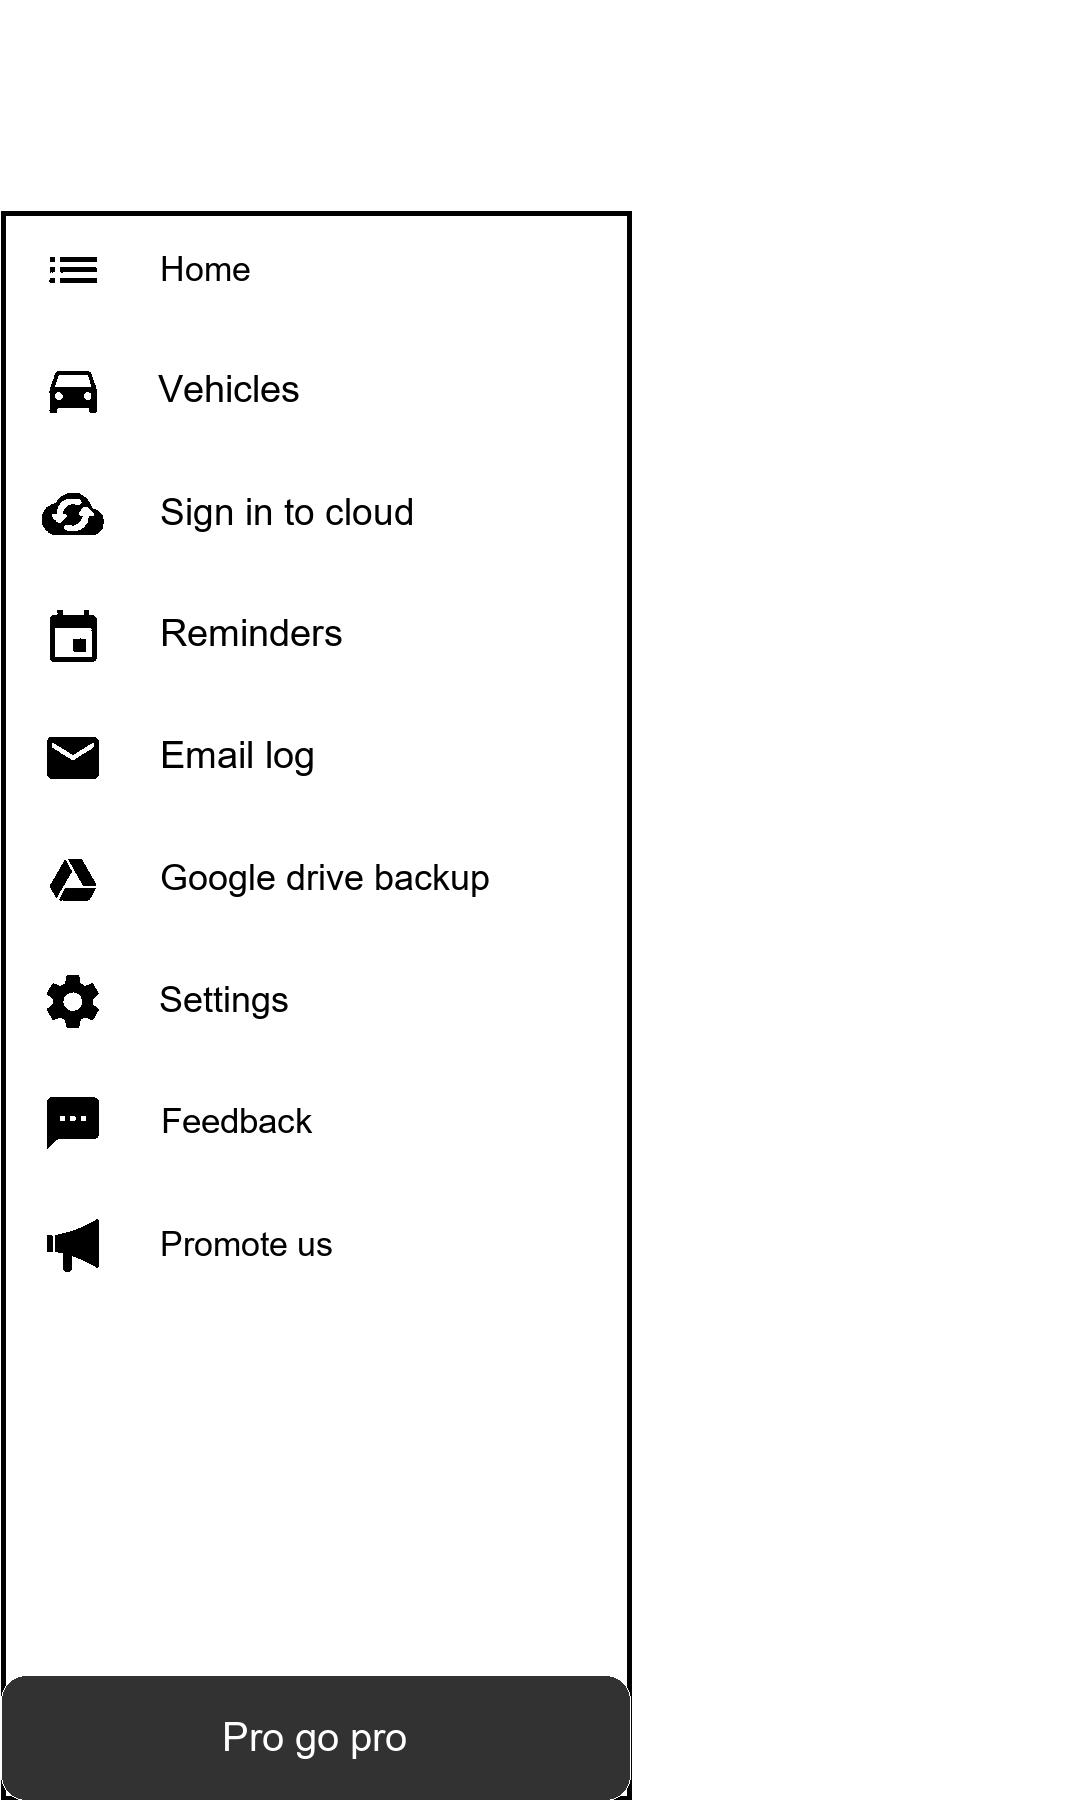 Home
Vehicles
Sign in to cloud
Reminders
Email log
Google drive backup
Settings
Feedback
Promote us
Pro go pro